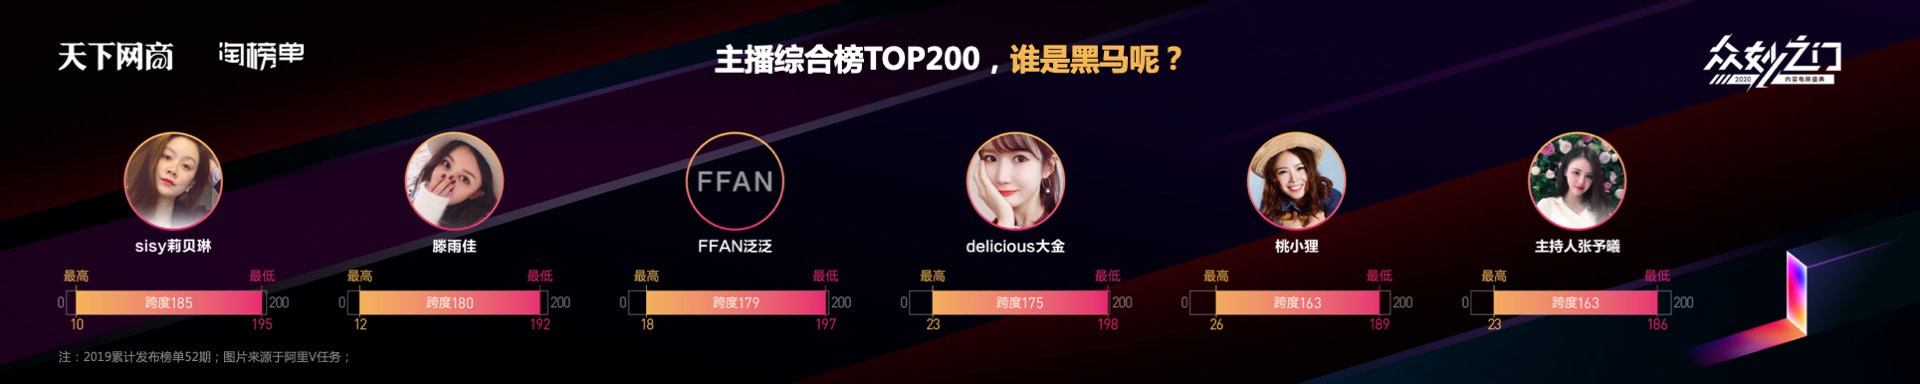 天下网商 淘榜单
主播综合榜TOP200，谁是黑马呢？
众妙之门
2020 内容电商盛典
FFAN
sisy莉贝琳 滕雨佳 FFAN泛泛 delicious大金 桃小狸 主持人张予曦
最高 最低 最高 最低 最高 最低 最高 最低 最高 最低 最高 最低
0 跨度185 200 0 跨度180 200 0 跨度179 200 0 跨度175 200 0 跨度163 200 0 跨度163 200
10 195 12 192 18 197 23 198 26 189 23 186
注：2019累计发布榜单52期；图片来源于阿里V任务；